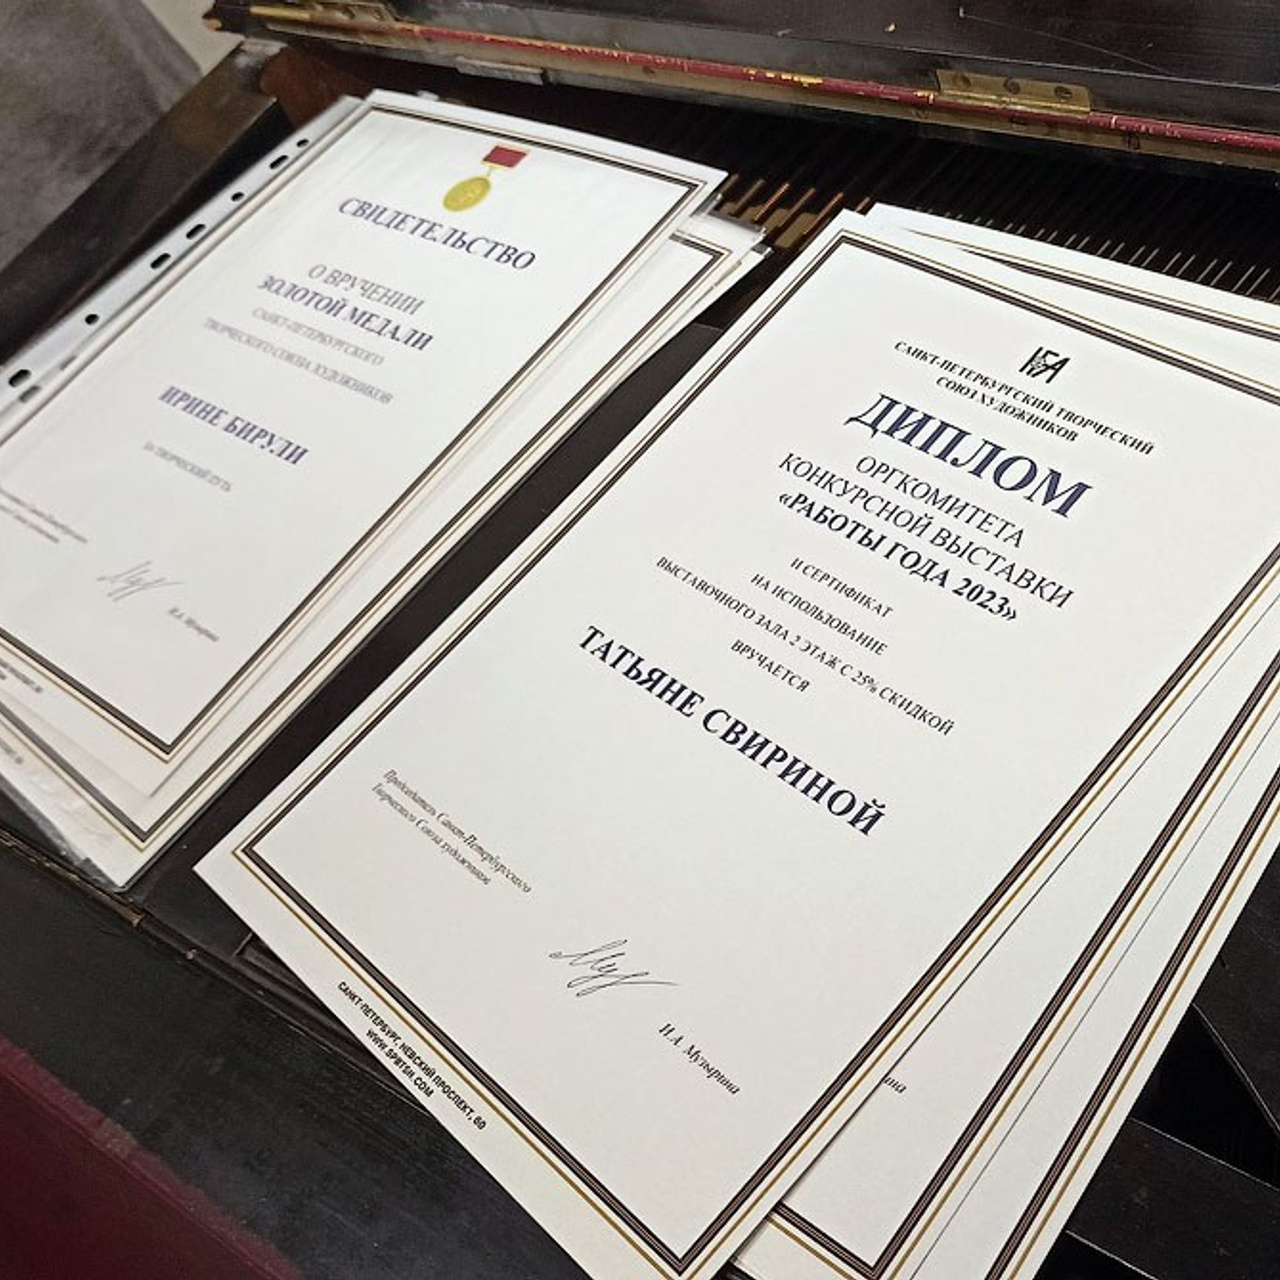 СВИДЕТЕЛЬСТВО
О ВРУЧЕНИИ
ЗОЛОТОЙ МЕДАЛИ
САНКТ-ПЕТЕРБУРГСКОГО
ТВОРЧЕСКОГО СОЮЗА ХУДОЖНИКОВ
ИРИНЕ БИРУЛИ
ЗА ТВОРЧЕСКИЙ ПУТЬ
Н.А. Музырина
САНКТ-ПЕТЕРБУРГСКИЙ ТВОРЧЕСКИЙ
СОЮЗ ХУДОЖНИКОВ
ДИПЛОМ
ОРГКОМИТЕТА
КОНКУРСНОЙ ВЫСТАВКИ
«РАБОТЫ ГОДА 2023»
И СЕРТИФИКАТ
НА ИСПОЛЬЗОВАНИЕ
ВЫСТАВОЧНОГО ЗАЛА 2 ЭТАЖ С 25% СКИДКОЙ
ВРУЧАЕТСЯ
ТАТЬЯНЕ СВИРИНОЙ
Председатель Санкт-Петербургского
Творческого Союза художников
Н.А. Музырина
САНКТ-ПЕТЕРБУРГ, НЕВСКИЙ ПРОСПЕКТ, 60
WWW.SPBTSH.COM